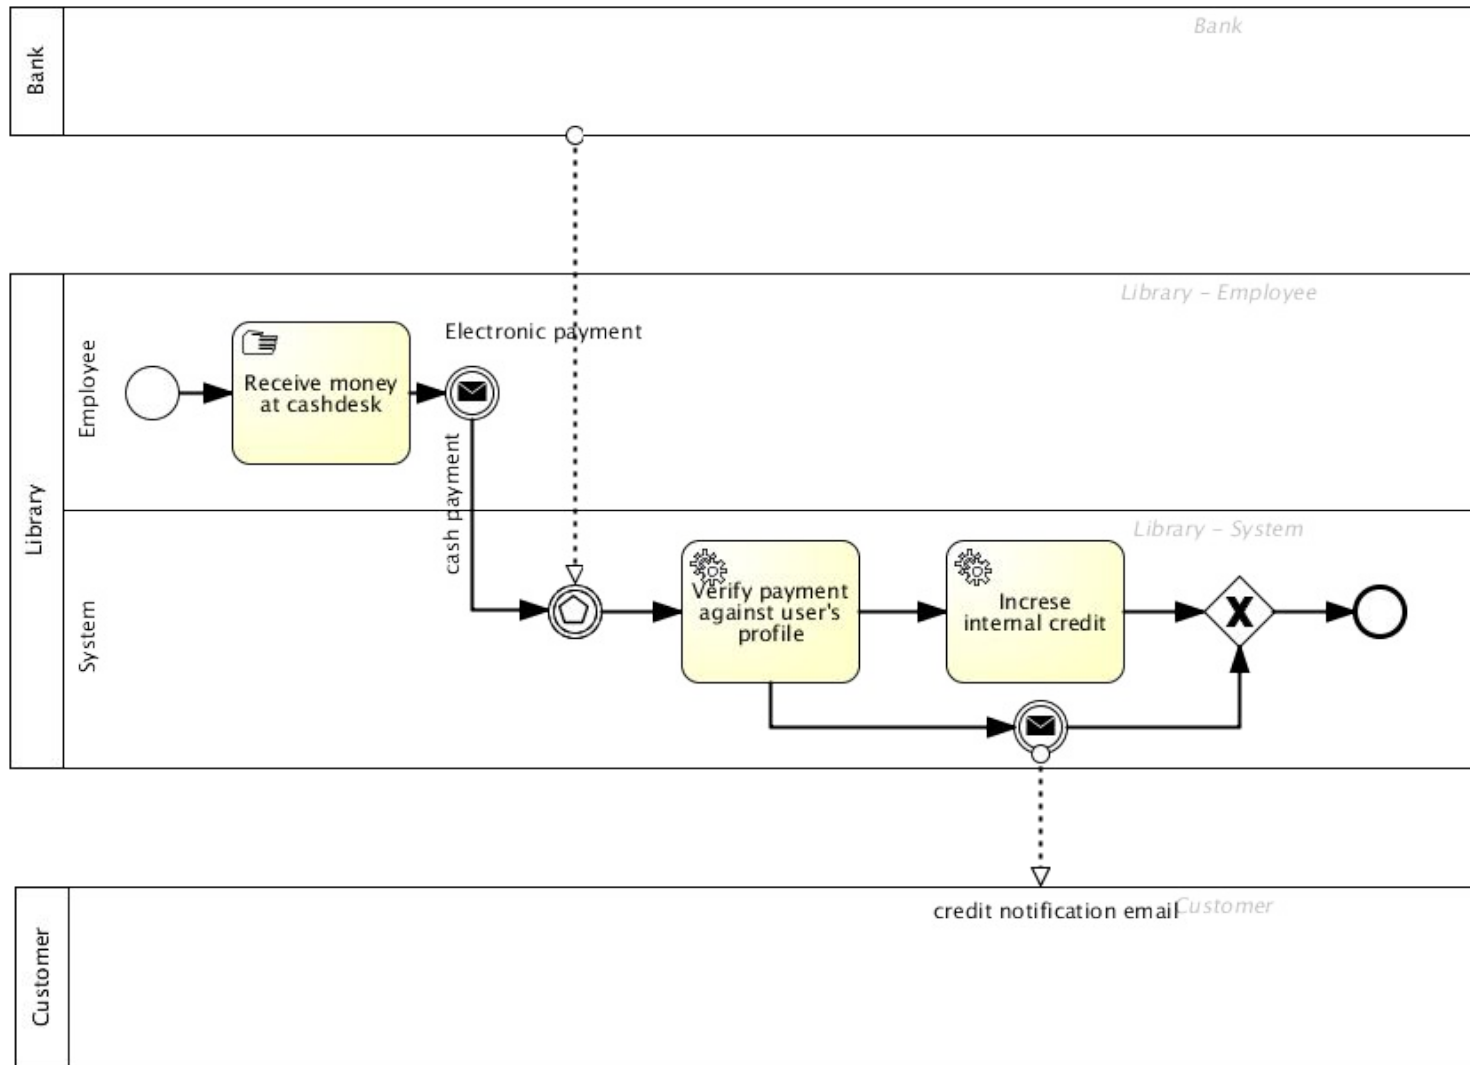 Bank
Bank
Library
Employee
Library – Employee
Electronic payment
Receive money
at cashdesk
cash payment
System
Library – System
Verify payment
against user's
profile
Increse
internal credit
credit notification email
Customer
Customer